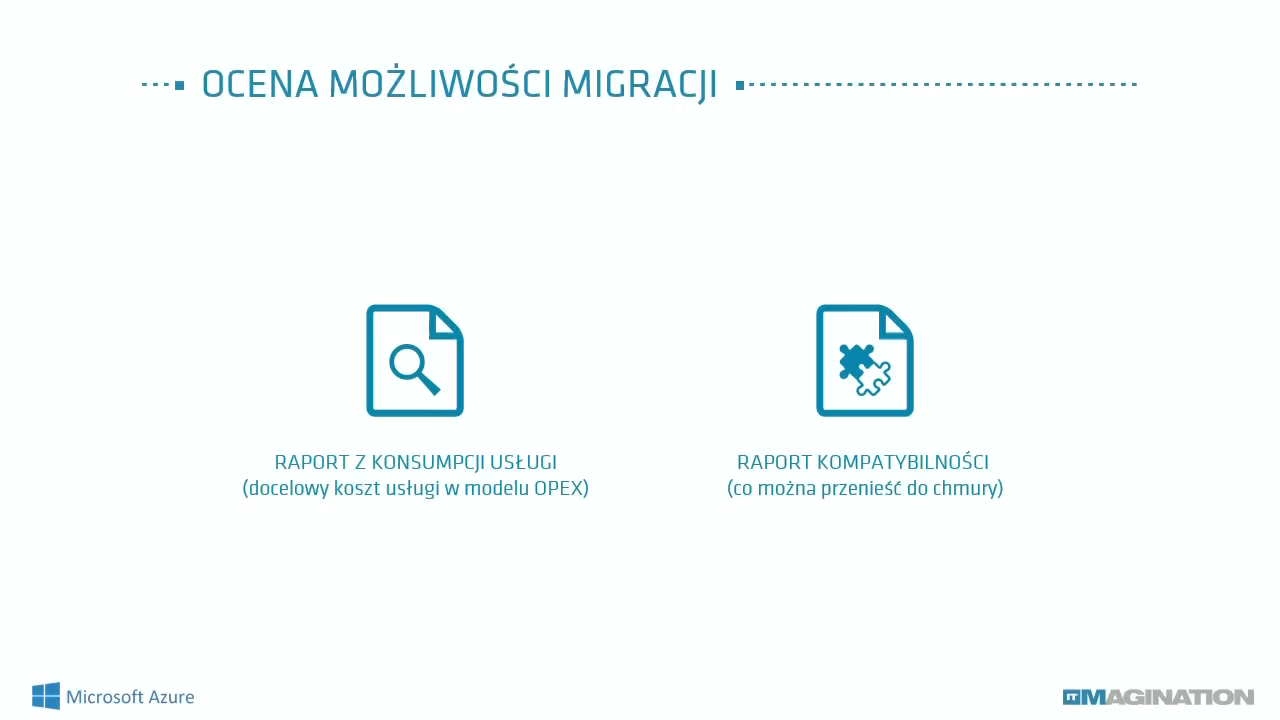 OCENA MOŻLIWOŚCI MIGRACJI
RAPORT Z KONSUMPCJI USŁUGI
(docelowy koszt usługi w modelu OPEX)
RAPORT KOMPATYBILNOŚCI
(co można przenieść do chmury)
Microsoft Azure
ITMAGINATION